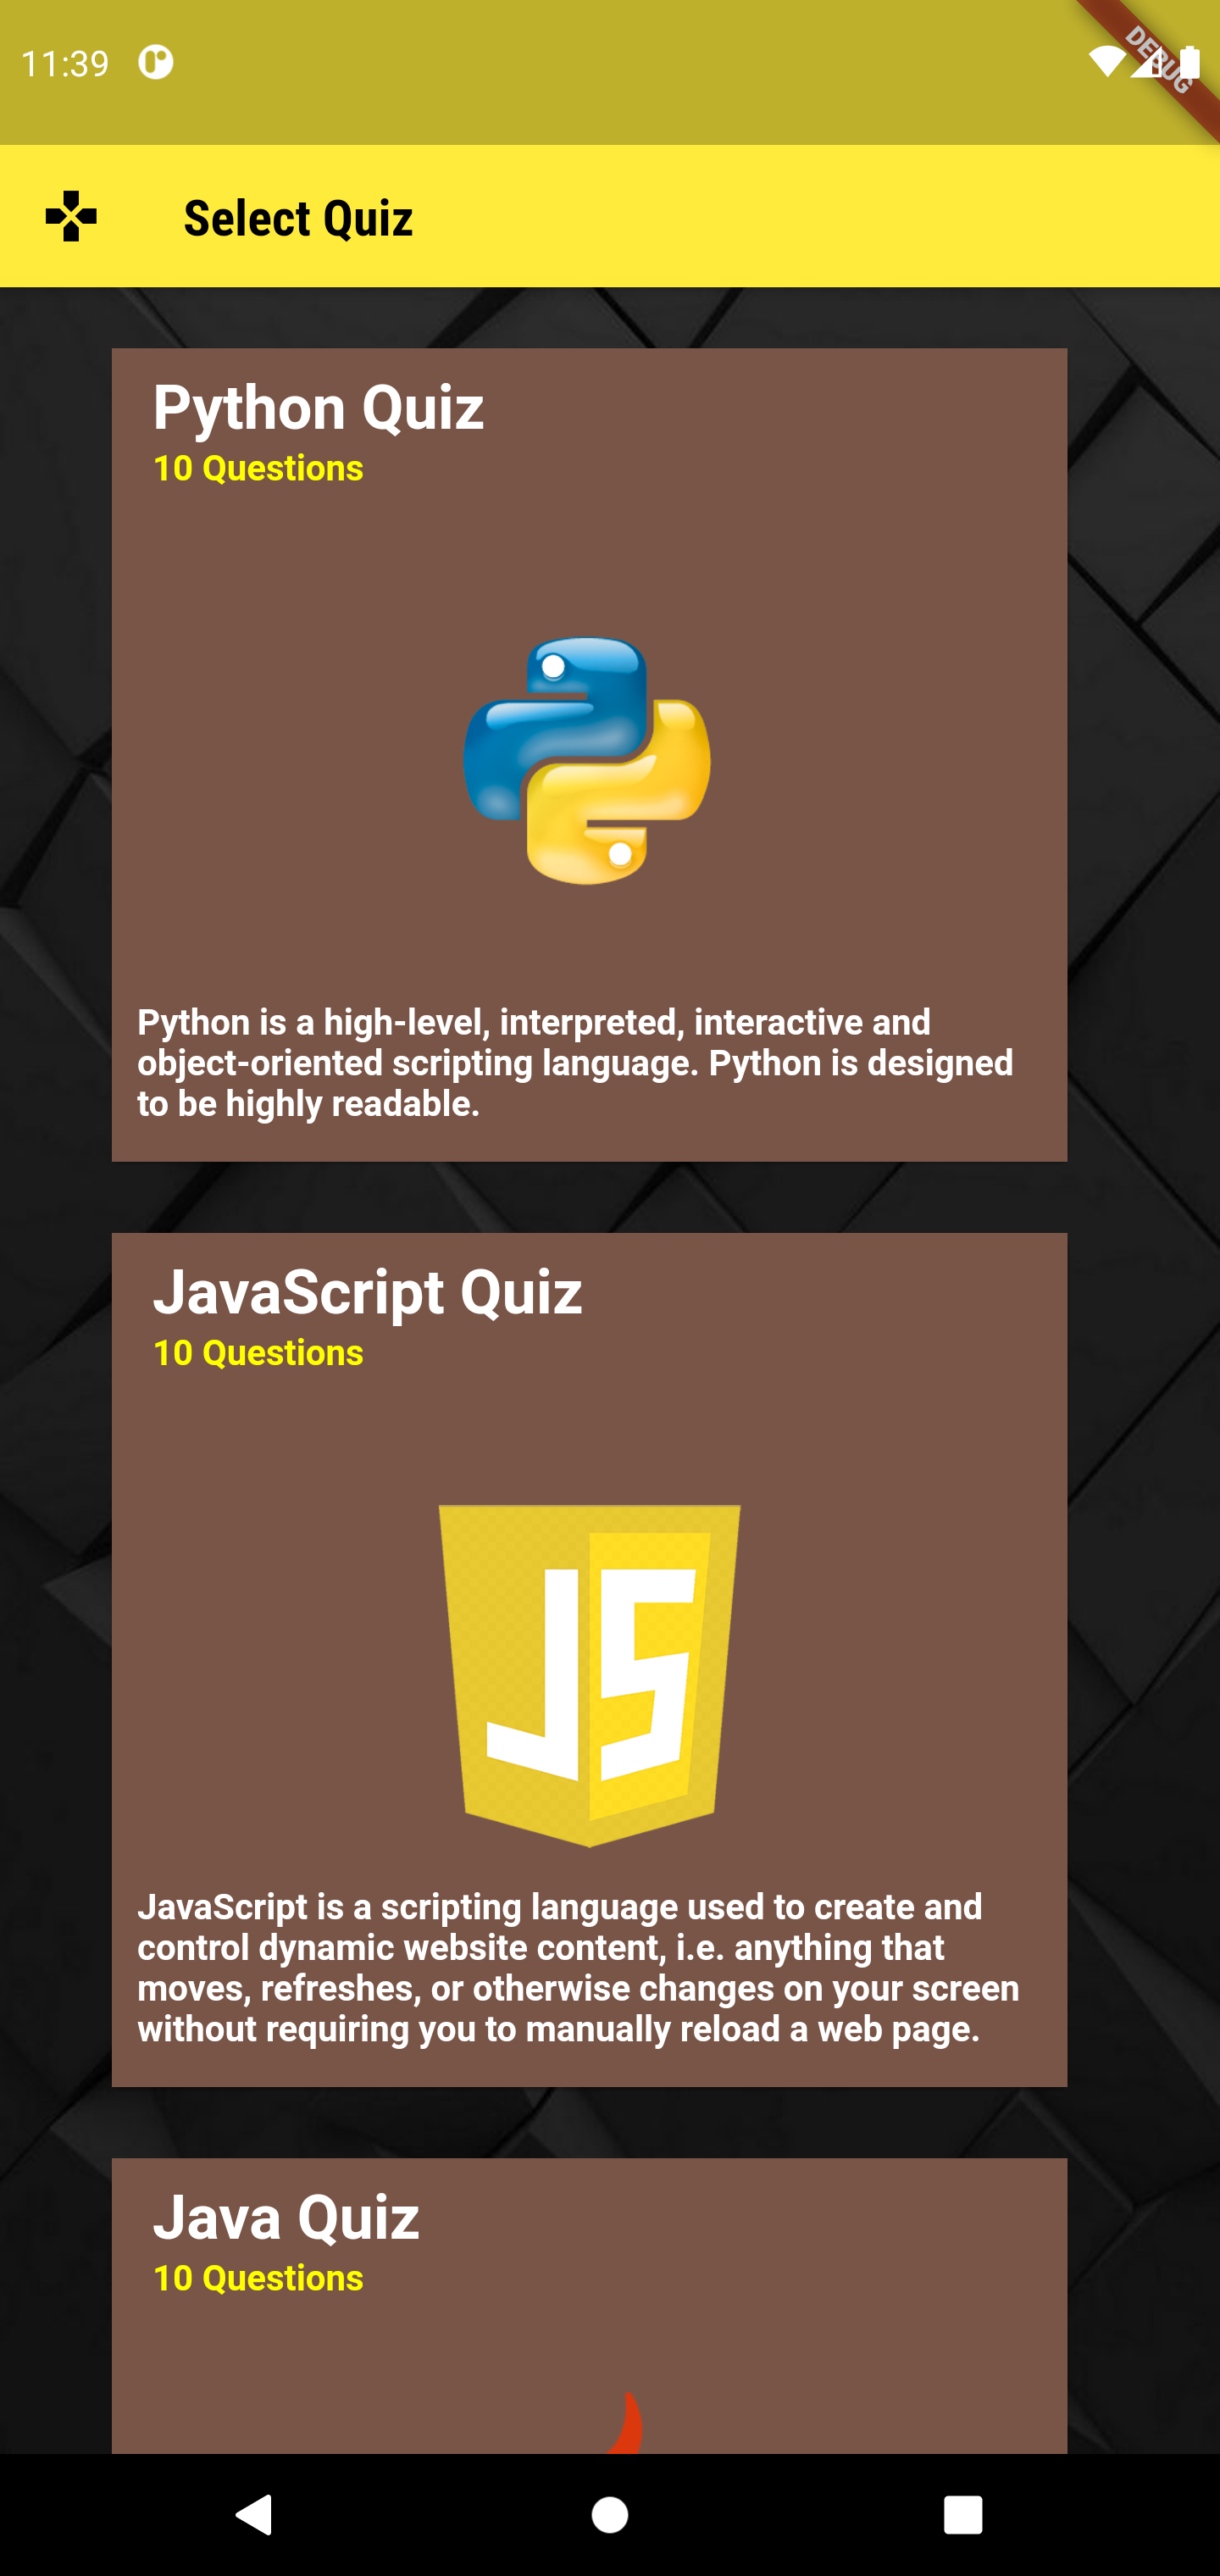 11:39
DEBUG
Select Quiz
Python Quiz
10 Questions
Python is a high-level, interpreted, interactive and
object-oriented scripting language. Python is designed
to be highly readable.
JavaScript Quiz
10 Questions
JS
JavaScript is a scripting language used to create and
control dynamic website content, i.e. anything that
moves, refreshes, or otherwise changes on your screen
without requiring you to manually reload a web page.
Java Quiz
10 Questions